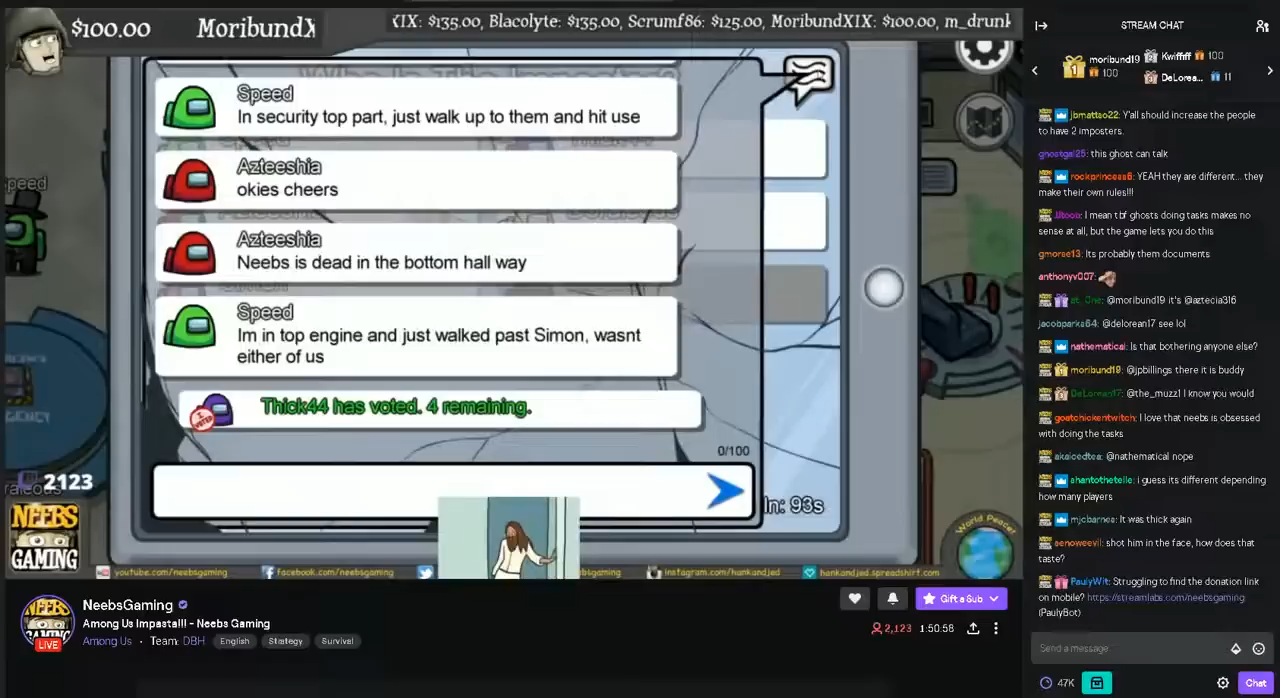 $100.00
MoribundX
XIX: $135.00, Blacolyte: $135.00, Scrumf86: $125.00, MoribundXIX: $100.00, m_drunk
Speed
In security top part, just walk up to them and hit use
Azteeshia
okies cheers
Azteeshia
Neebs is dead in the bottom hall way
Speed
Im in top engine and just walked past Simon, wasnt
either of us
I VOTED
Thick44 has voted. 4 remaining.
0/100
In: 93s
peed
2123
NEEBS
GAMING
World Peace!
youtube.com/neebsgaming
facebook.com/neebsgaming
instagram.com/hankandjed
hankandjed.spreadshirt.com
NeebsGaming
Among Us Impasta!!! - Neebs Gaming
Among Us · Team: DBH English Strategy Survival
LIVE
Gift a Sub
2,123 1:50:56
STREAM CHAT
1 moribund19 100
2 Kwiffiff 100
3 DeLorea... 11
jbmattao22: Y'all should increase the people
to have 2 imposters.
ghostgal25: this ghost can talk
rockprincess6: YEAH they are different... they
make their own rules!!!
I mean tbf ghosts doing tasks makes no
sense at all, but the game lets you do this
gmorse13: Its probably them documents
anthonyv007:
at_One: @moribund19 it's @aztecia316
jacobparks64: @delorean17 see lol
nathematical: Is that bothering anyone else?
moribund19: @jpbillings there it is buddy
DeLorean17: @the_muzz1 I know you would
goatchickentwitch: I love that neebs is obsessed
with doing the tasks
akaicedtea: @nathematical nope
shantotheteile: i guess its different depending
how many players
mjcbarnes: It was thick again
senoweevil: shot him in the face, how does that
taste?
PaulyWit: Struggling to find the donation link
on mobile? https://streamlabs.com/neebsgaming
(PaulyBot)
Send a message
47K
Chat